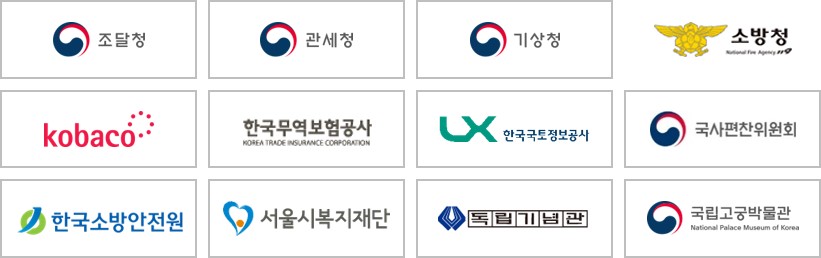 조달청
관세청
기상청
소방청
National Fire Agency 119
kobaco
한국무역보험공사
KOREA TRADE INSURANCE CORPORATION
LX 한국국토정보공사
국사편찬위원회
한국소방안전원
서울시복지재단
독립기념관
국립고궁박물관
National Palace Museum of Korea